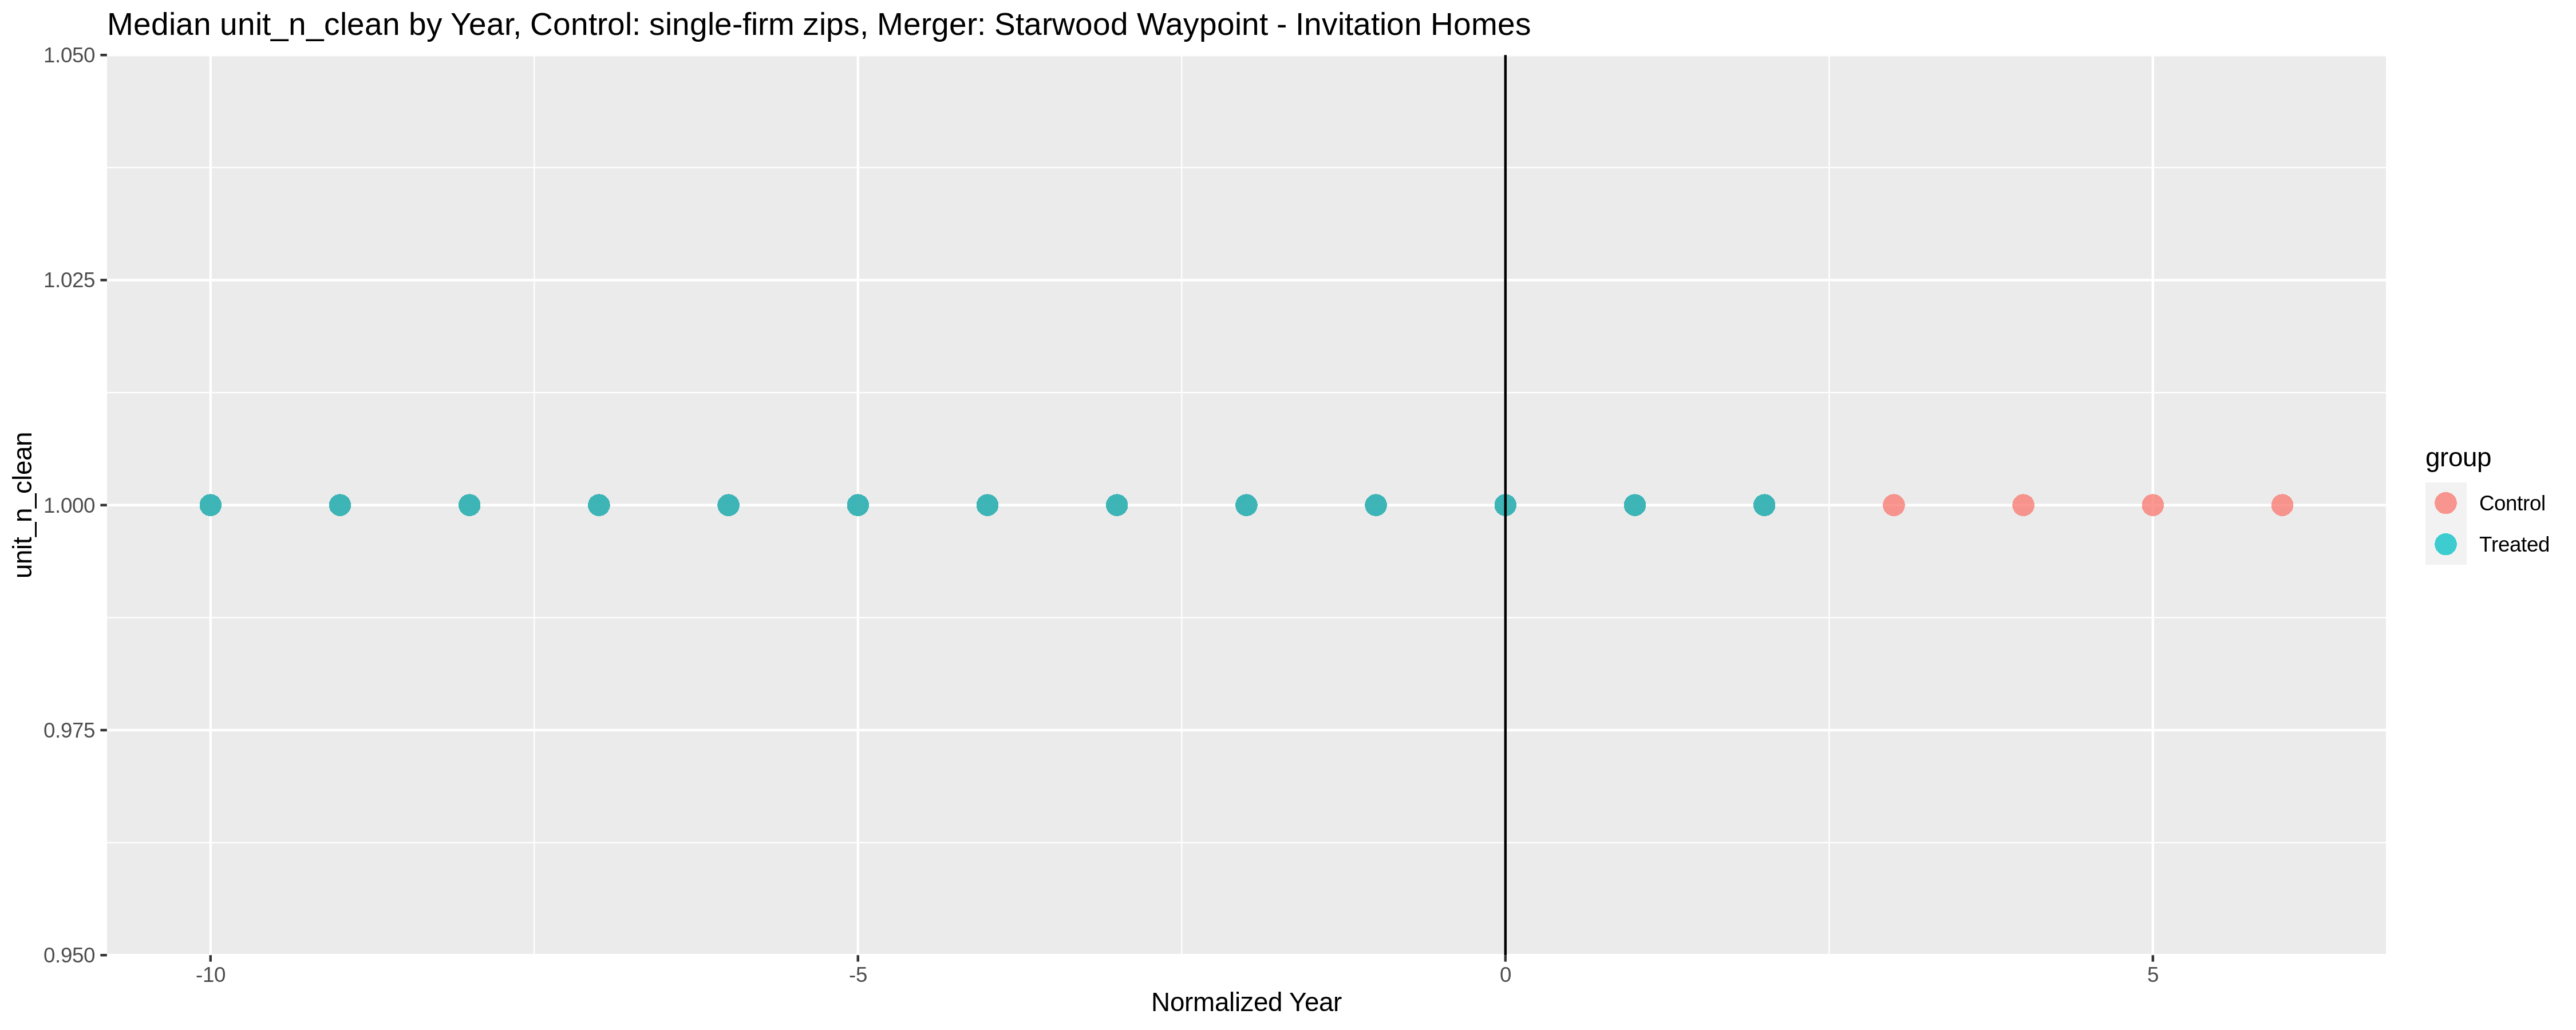 Median unit_n_clean by Year, Control: single-firm zips, Merger: Starwood Waypoint - Invitation Homes
1.050
1.025
1.000
0.975
0.950
unit_n_clean
-10
-5
0
5
Normalized Year
group
Control
Treated